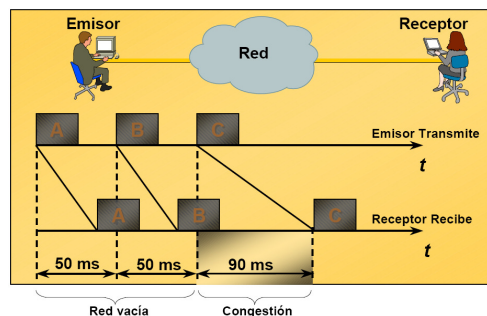 Emisor
Receptor
Red
A B C
Emisor Transmite
t
A B C
Receptor Recibe
t
50 ms 50 ms 90 ms
Red vacía Congestión